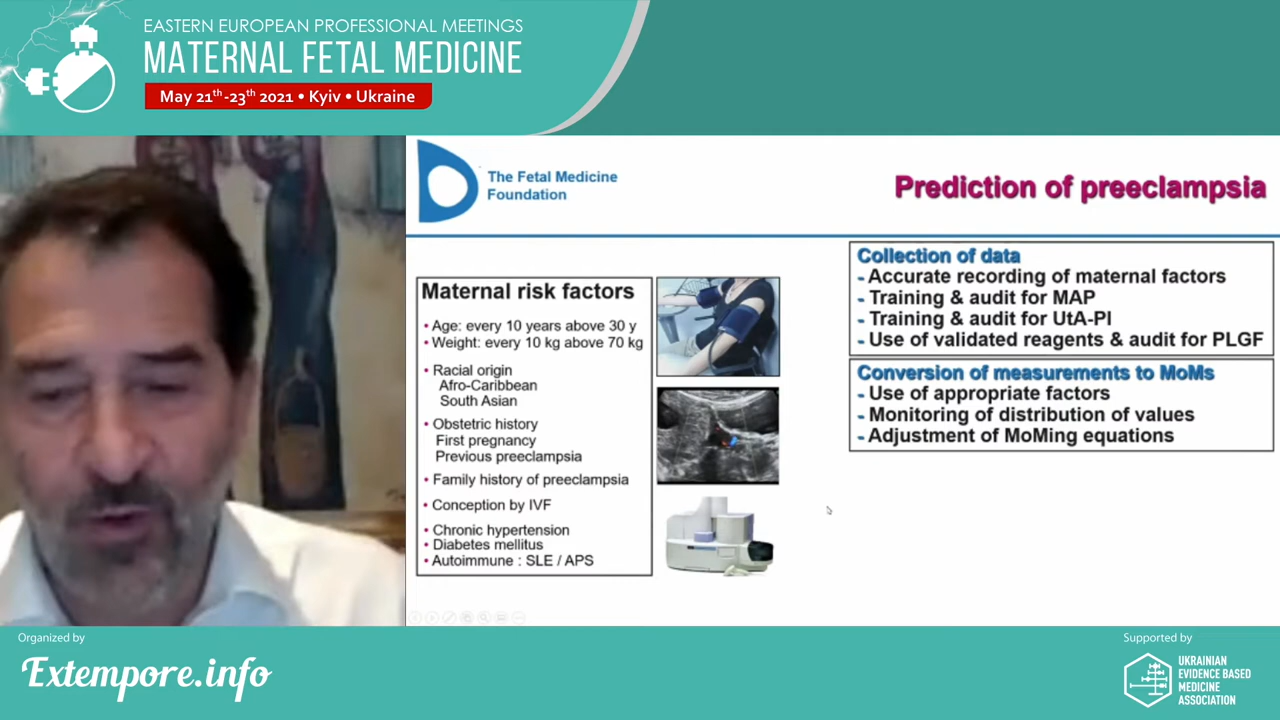 EASTERN EUROPEAN PROFESSIONAL MEETINGS
MATERNAL FETAL MEDICINE
May 21th-23th 2021 • Kyiv • Ukraine
The Fetal Medicine
Foundation
Prediction of preeclampsia
Maternal risk factors
• Age: every 10 years above 30 y
• Weight: every 10 kg above 70 kg
• Racial origin
Afro-Caribbean
South Asian
• Obstetric history
First pregnancy
Previous preeclampsia
• Family history of preeclampsia
• Conception by IVF
• Chronic hypertension
• Diabetes mellitus
• Autoimmune : SLE / APS
Collection of data
- Accurate recording of maternal factors
- Training & audit for MAP
- Training & audit for UtA-PI
- Use of validated reagents & audit for PLGF
Conversion of measurements to MoMs
- Use of appropriate factors
- Monitoring of distribution of values
- Adjustment of MoMing equations
Organized by
Extempore.info
Supported by
UKRAINIAN
EVIDENCE BASED
MEDICINE
ASSOCIATION